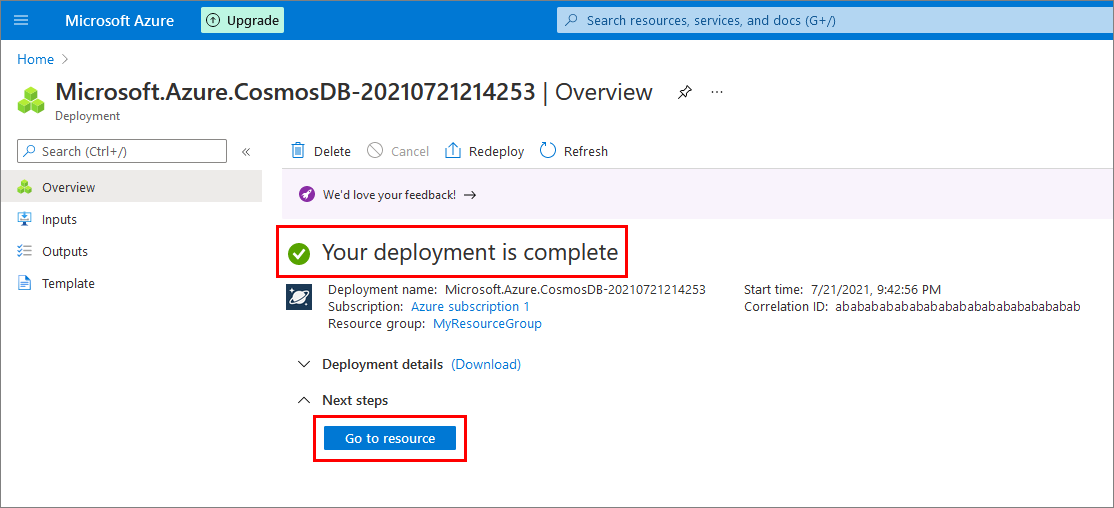 Microsoft Azure Upgrade Search resources, services, and docs (G+/)
Home
Microsoft.Azure.CosmosDB-20210721214253 | Overview ...
Deployment
Search (Ctrl+/) «
Delete Cancel Redeploy Refresh
Overview
Inputs
Outputs
Template
We'd love your feedback! →
Your deployment is complete
Deployment name: Microsoft.Azure.CosmosDB-20210721214253
Subscription: Azure subscription 1
Resource group: MyResourceGroup
Start time: 7/21/2021, 9:42:56 PM
Correlation ID: abababababababababababababababab
Deployment details (Download)
Next steps
Go to resource